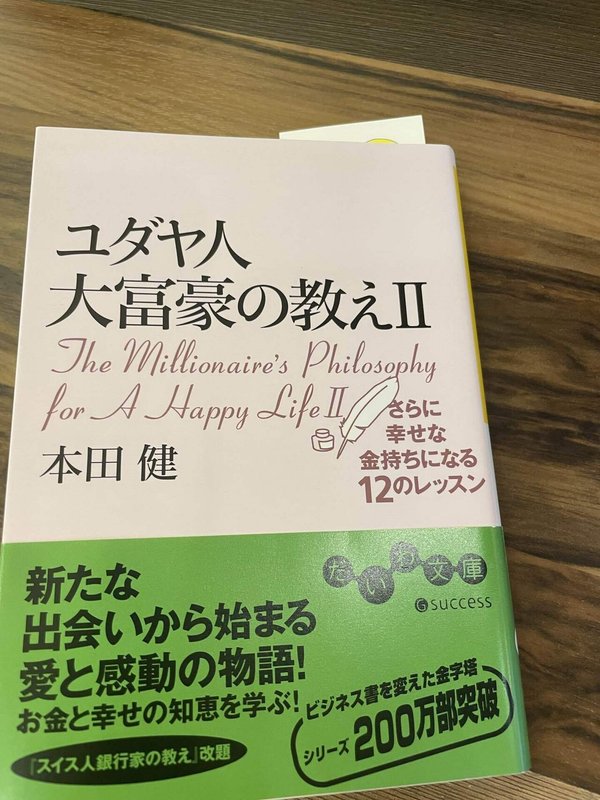 ユダヤ人
大富豪の教えⅡ
The Millionaire's Philosophy
for A Happy Life Ⅱ
さらに
幸せな
金持ちになる
12のレッスン
本田 健
だいわ文庫
G success
新たな
出会いから始まる
愛と感動の物語!
お金と幸せの知恵を学ぶ!
『スイス人銀行家の教え』改題
ビジネス書を変えた金字塔
シリーズ 200万部突破